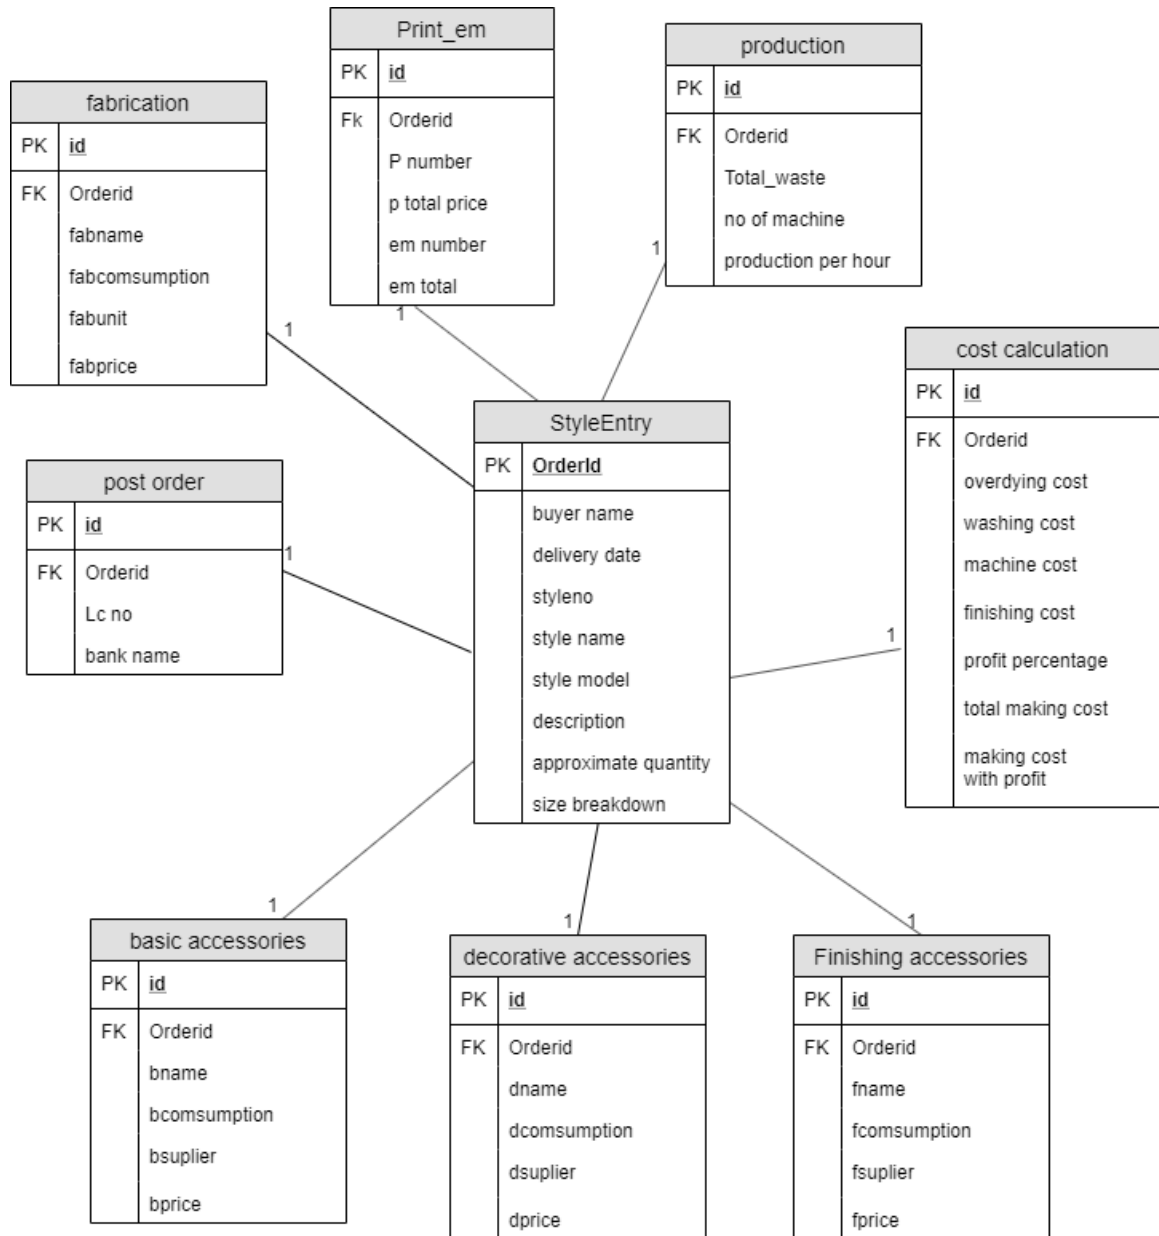 Print_em
PK id
Fk Orderid
P number
p total price
em number
em total
1
production
PK id
FK Orderid
Total_waste
no of machine
production per hour
1
fabrication
PK id
FK Orderid
fabname
fabcomsumption
fabunit
fabprice
1
cost calculation
PK id
FK Orderid
overdying cost
washing cost
machine cost
finishing cost
profit percentage
total making cost
making cost
with profit
1
StyleEntry
PK OrderId
buyer name
delivery date
styleno
style name
style model
description
approximate quantity
size breakdown
post order
PK id
FK Orderid
Lc no
bank name
1
basic accessories
PK id
FK Orderid
bname
bcomsumption
bsuplier
bprice
1
decorative accessories
PK id
FK Orderid
dname
dcomsumption
dsuplier
dprice
1
Finishing accessories
PK id
FK Orderid
fname
fcomsumption
fsuplier
fprice
1